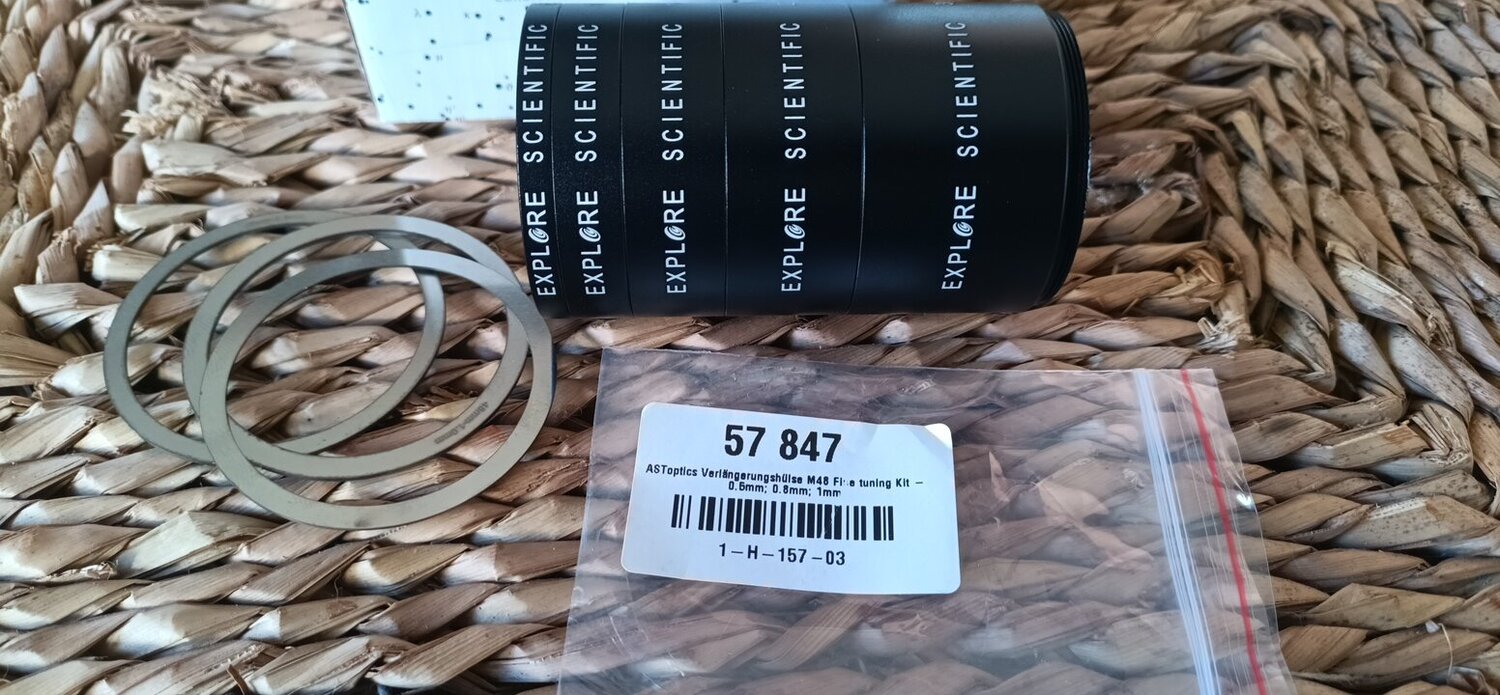 EXPLORE SCIENTIFIC
EXPLORE SCIENTIFIC
EXPLORE SCIENTIFIC
EXPLORE SCIENTIFIC
EXPLORE SCIENTIFIC
57 847
ASToptics Verlängerungshülse M48 Fine tuning Kit –
0.5mm; 0.8mm; 1mm
1-H-157-03